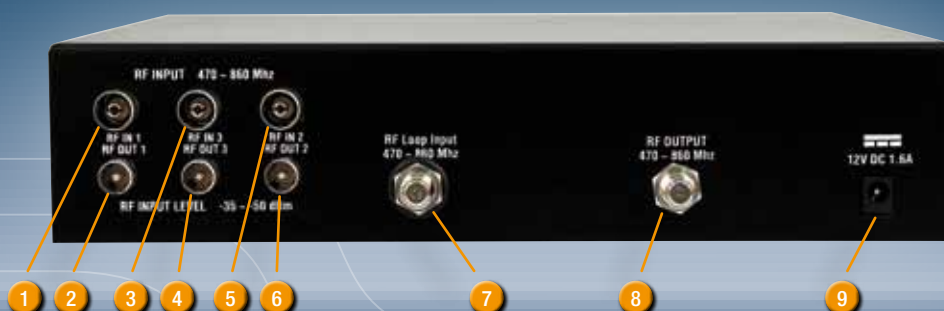 RF INPUT 470 - 860 Mhz
RF IN 1 RF IN 3 RF IN 2
RF OUT 1 RF OUT 3 RF OUT 2
RF INPUT LEVEL -35 - -50 dbm
RF Loop Input
470 - 860 Mhz
RF OUTPUT
470 - 860 Mhz
12V DC 1.6A
1 2 3 4 5 6 7 8 9